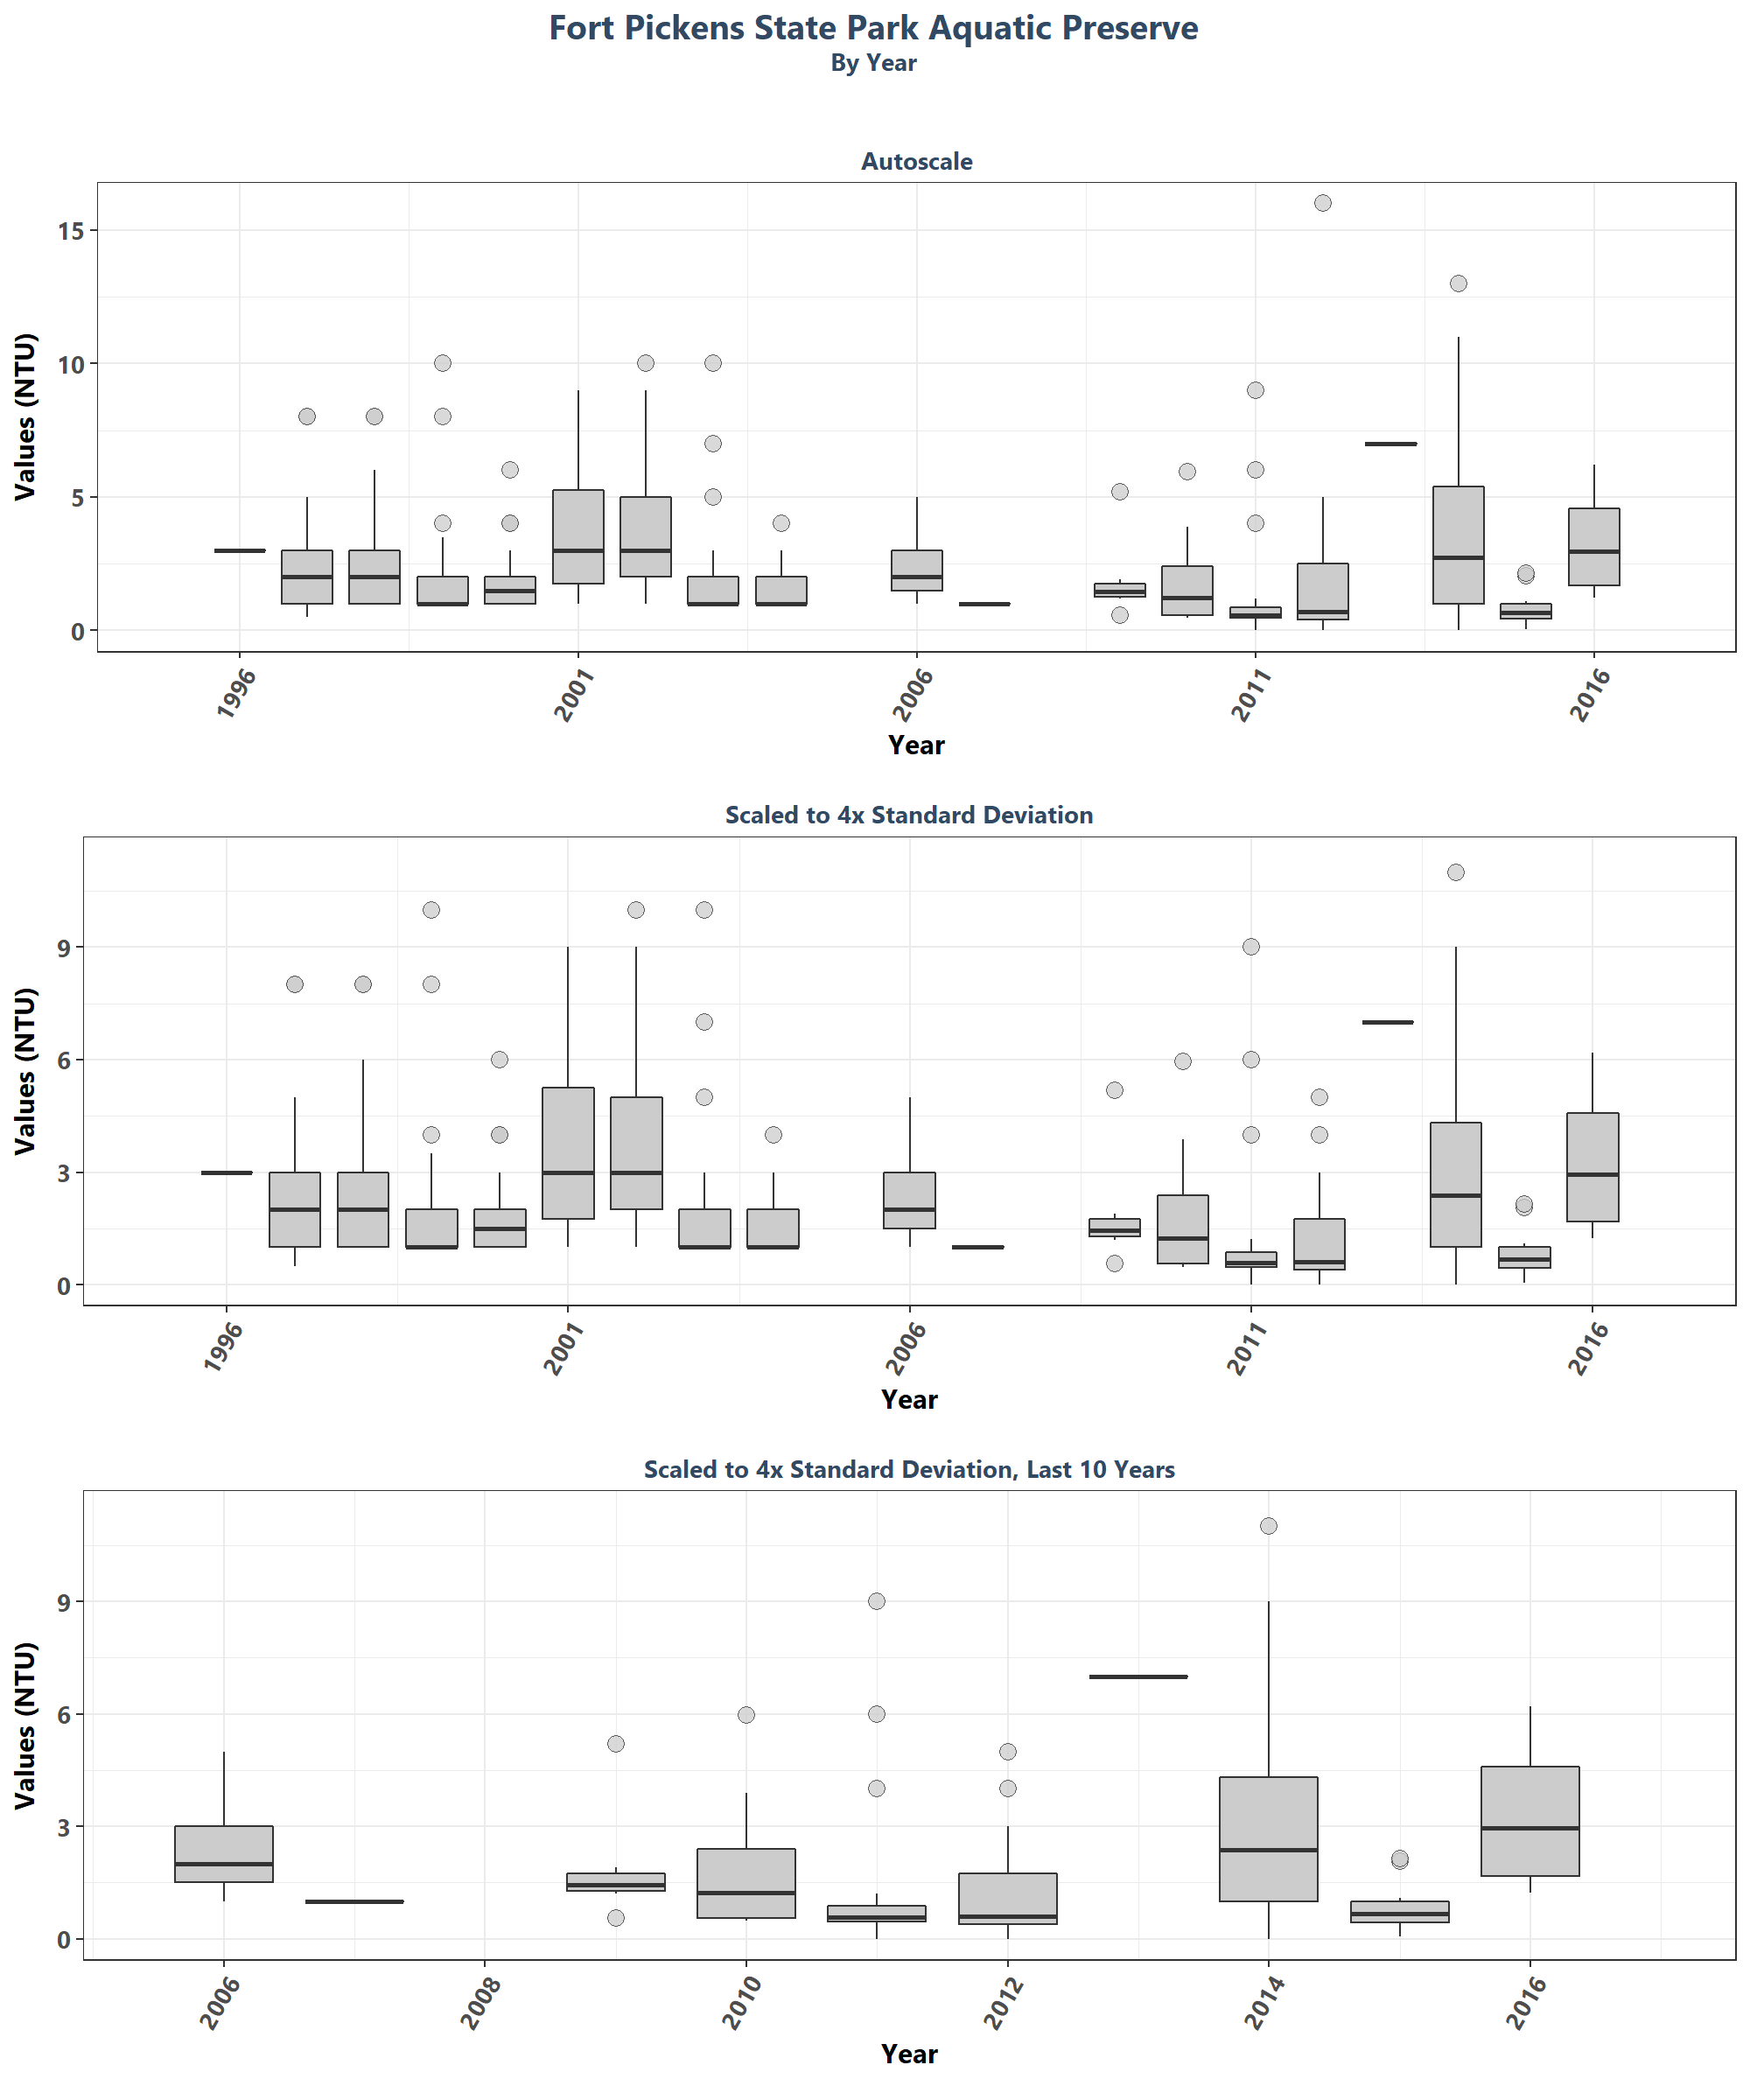 Fort Pickens State Park Aquatic Preserve
By Year
Autoscale
Values (NTU)
15
10
5
0
1996
2001
2006
2011
2016
Year
Scaled to 4x Standard Deviation
Values (NTU)
9
6
3
0
1996
2001
2006
2011
2016
Year
Scaled to 4x Standard Deviation, Last 10 Years
Values (NTU)
9
6
3
0
2006
2008
2010
2012
2014
2016
Year